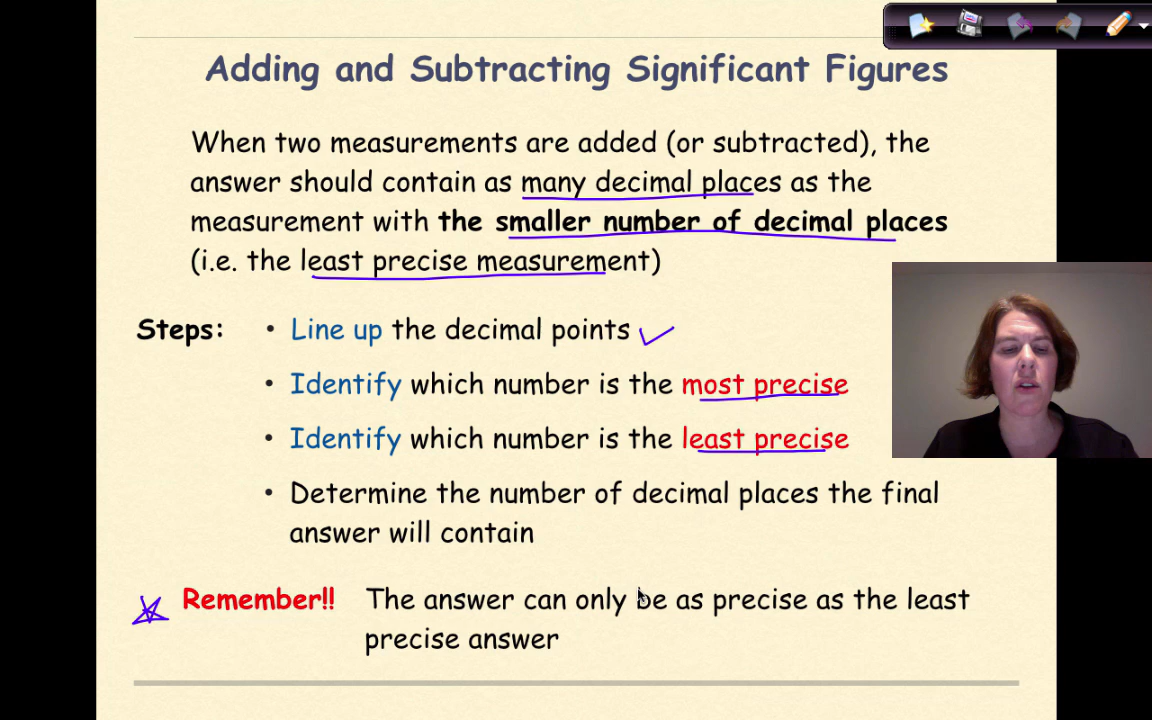 Adding and Subtracting Significant Figures
When two measurements are added (or subtracted), the
answer should contain as many decimal places as the
measurement with the smaller number of decimal places
(i.e. the least precise measurement)
Steps: • Line up the decimal points
• Identify which number is the most precise
• Identify which number is the least precise
• Determine the number of decimal places the final
answer will contain
Remember!! The answer can only be as precise as the least
precise answer